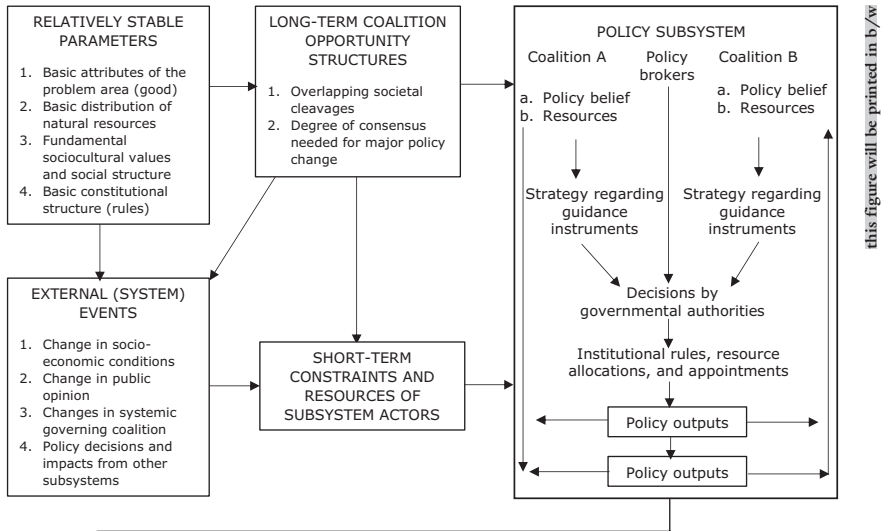 RELATIVELY STABLE
PARAMETERS
1. Basic attributes of the
problem area (good)
2. Basic distribution of
natural resources
3. Fundamental
sociocultural values
and social structure
4. Basic constitutional
structure (rules)
LONG-TERM COALITION
OPPORTUNITY
STRUCTURES
1. Overlapping societal
cleavages
2. Degree of consensus
needed for major policy
change
POLICY SUBSYSTEM
Coalition A
Policy
brokers
Coalition B
a. Policy belief
b. Resources
a. Policy belief
b. Resources
Strategy regarding
guidance
instruments
Strategy regarding
guidance
instruments
Decisions by
governmental authorities
Institutional rules, resource
allocations, and appointments
Policy outputs
Policy outputs
EXTERNAL (SYSTEM)
EVENTS
1. Change in socio-
economic conditions
2. Change in public
opinion
3. Changes in systemic
governing coalition
4. Policy decisions and
impacts from other
subsystems
SHORT-TERM
CONSTRAINTS AND
RESOURCES OF
SUBSYSTEM ACTORS
this figure will be printed in b/w